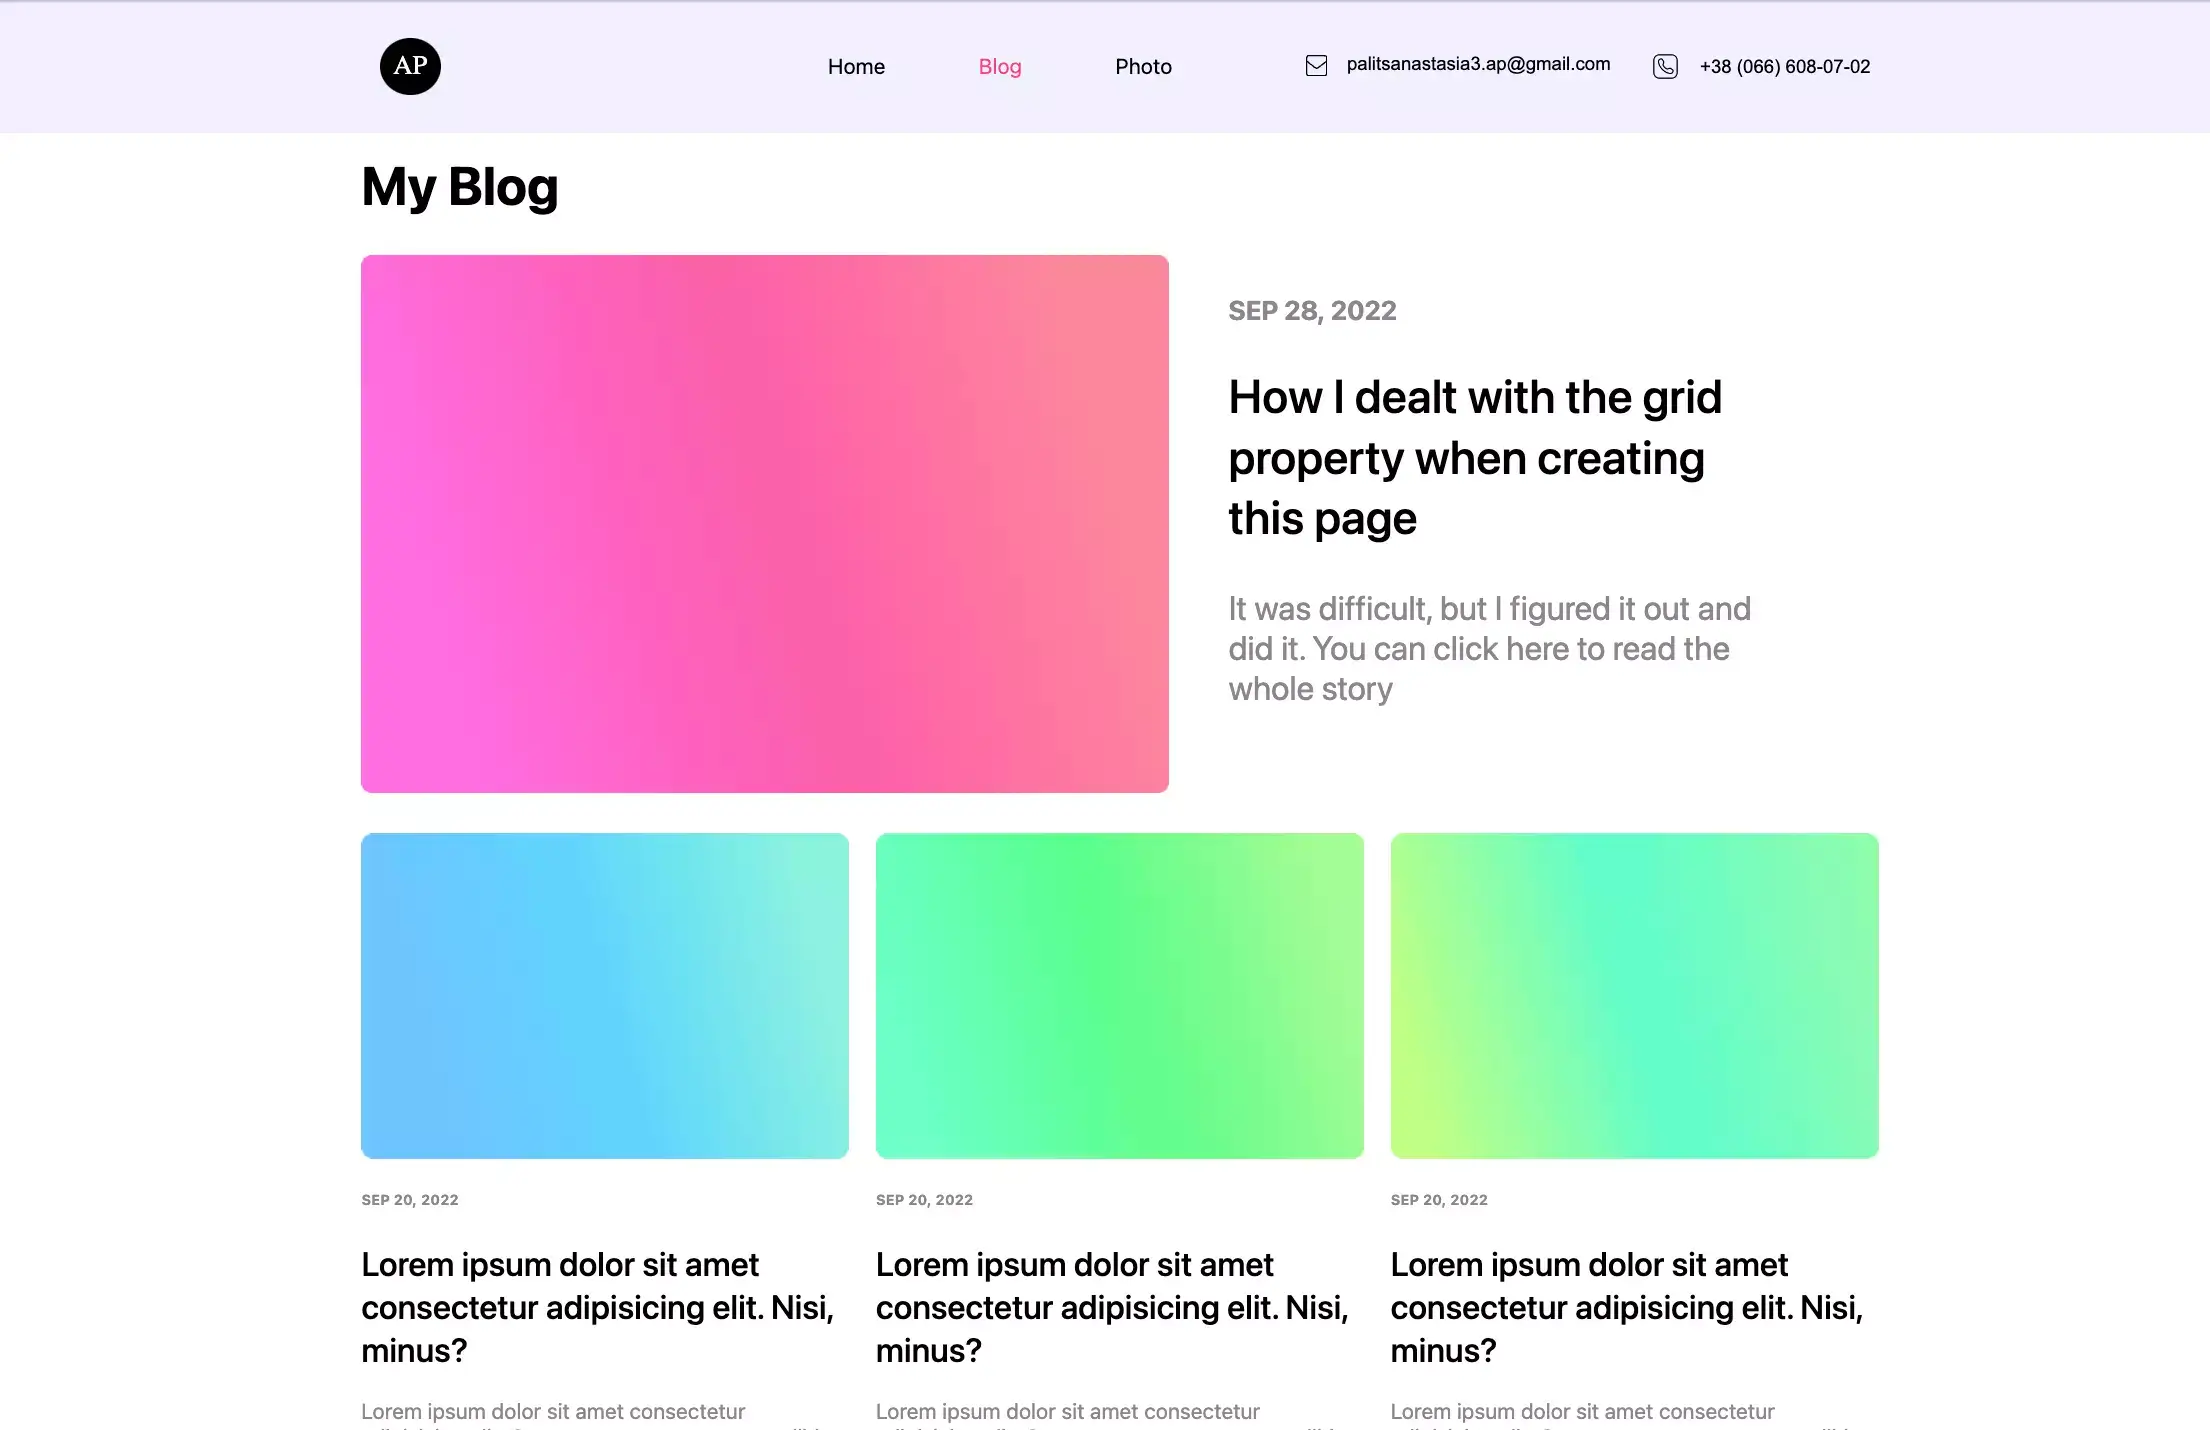 AP
Home Blog Photo palitsanastasia3.ap@gmail.com +38 (066) 608-07-02
My Blog
SEP 28, 2022
How I dealt with the grid
property when creating
this page
It was difficult, but I figured it out and
did it. You can click here to read the
whole story
SEP 20, 2022
Lorem ipsum dolor sit amet
consectetur adipisicing elit. Nisi,
minus?
Lorem ipsum dolor sit amet consectetur
SEP 20, 2022
Lorem ipsum dolor sit amet
consectetur adipisicing elit. Nisi,
minus?
Lorem ipsum dolor sit amet consectetur
SEP 20, 2022
Lorem ipsum dolor sit amet
consectetur adipisicing elit. Nisi,
minus?
Lorem ipsum dolor sit amet consectetur